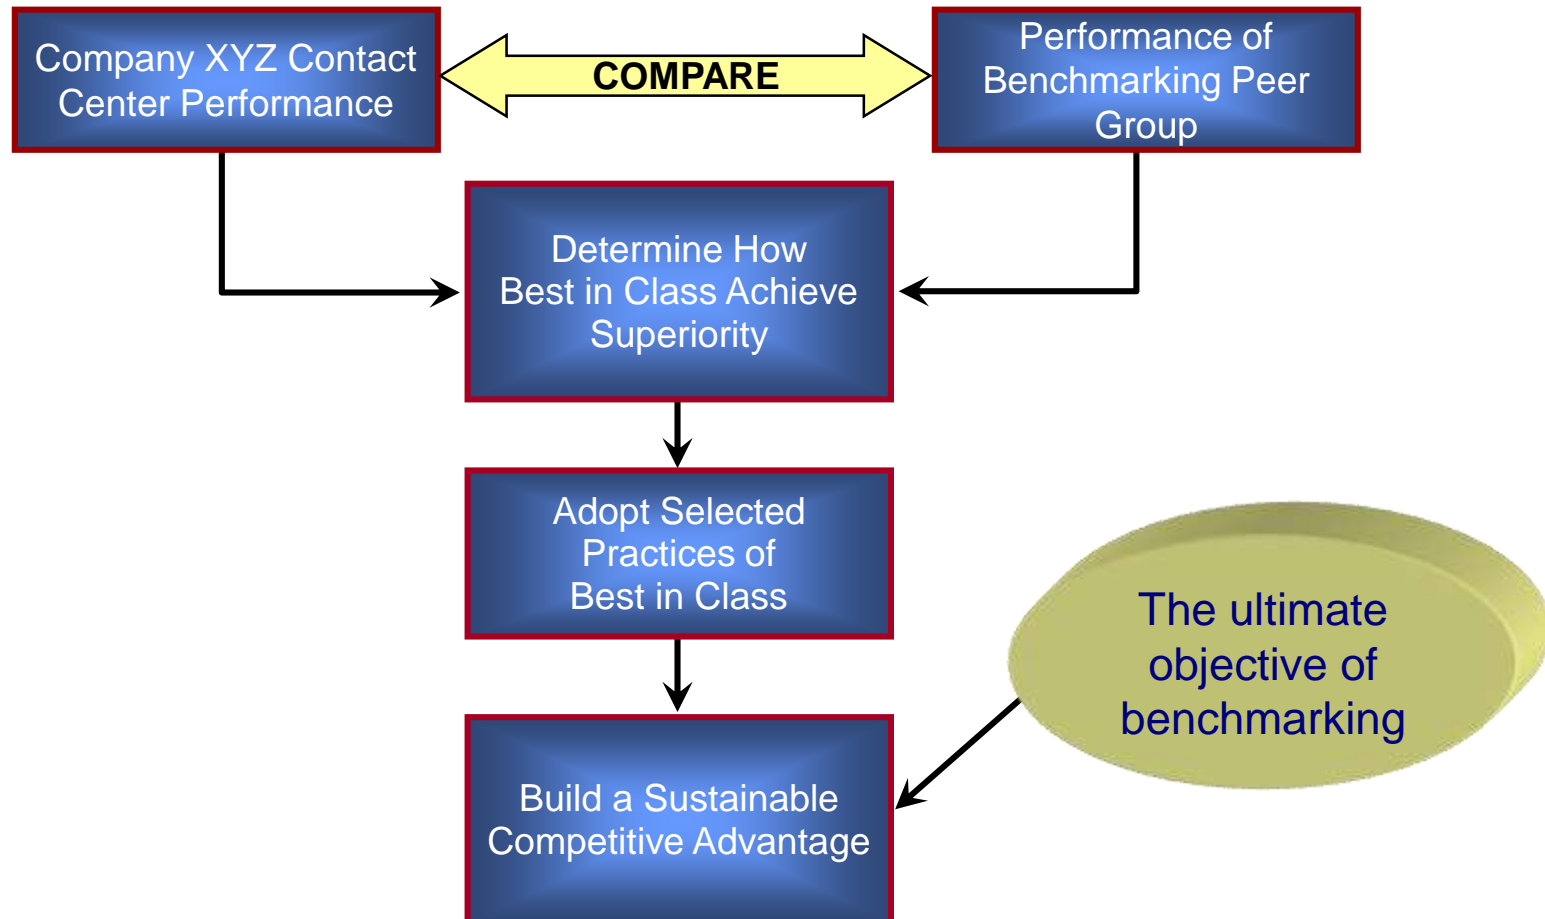 Company XYZ Contact
Center Performance
COMPARE
Performance of
Benchmarking Peer
Group
Determine How
Best in Class Achieve
Superiority
Adopt Selected
Practices of
Best in Class
The ultimate
objective of
benchmarking
Build a Sustainable
Competitive Advantage